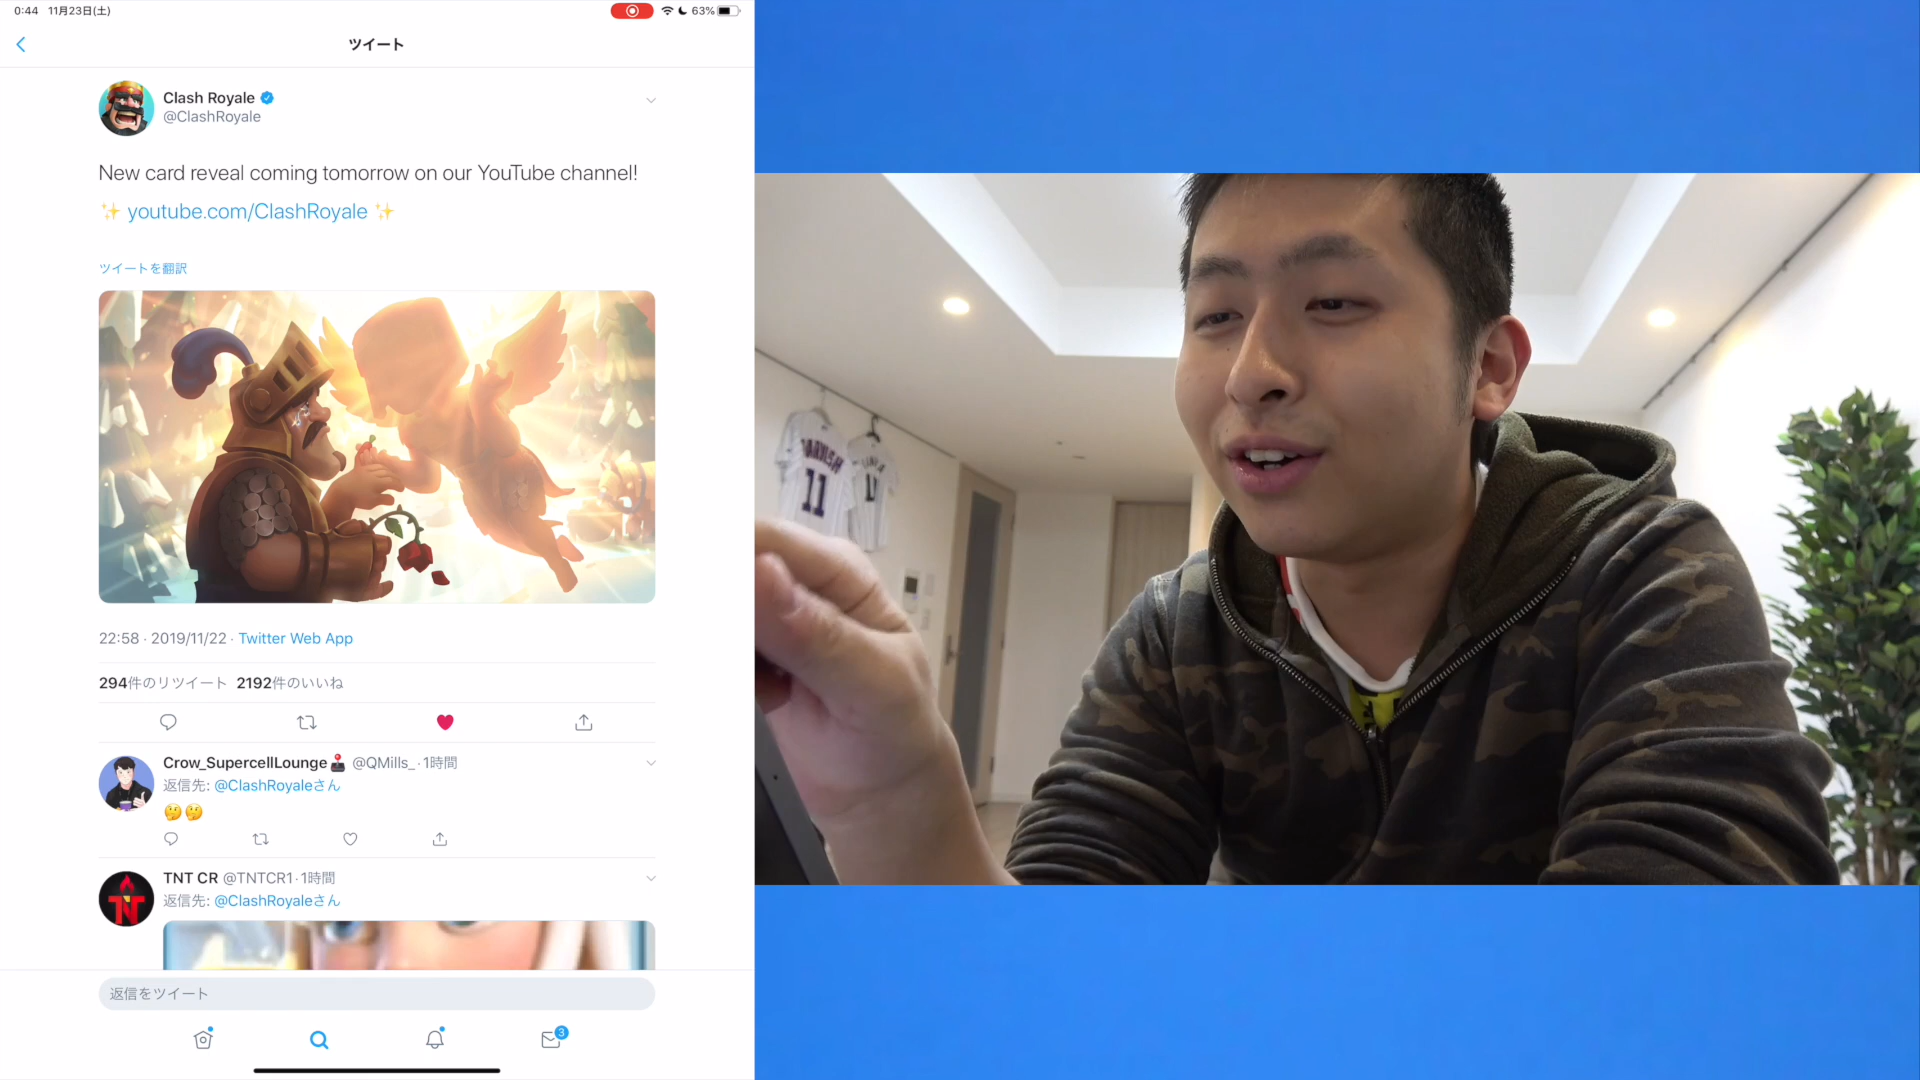 0:44 11月23日(土)
63%
ツイート
Clash Royale
@ClashRoyale
New card reveal coming tomorrow on our YouTube channel!
✨ youtube.com/ClashRoyale ✨
ツイートを翻訳
22:58 · 2019/11/22 · Twitter Web App
294件のリツイート 2192件のいいね
Crow_SupercellLounge🕹️ @QMills_ · 1時間
返信先: @ClashRoyaleさん
🤔🤔
TNT CR @TNTCR1 · 1時間
返信先: @ClashRoyaleさん
返信をツイート
3
DARVISH
11